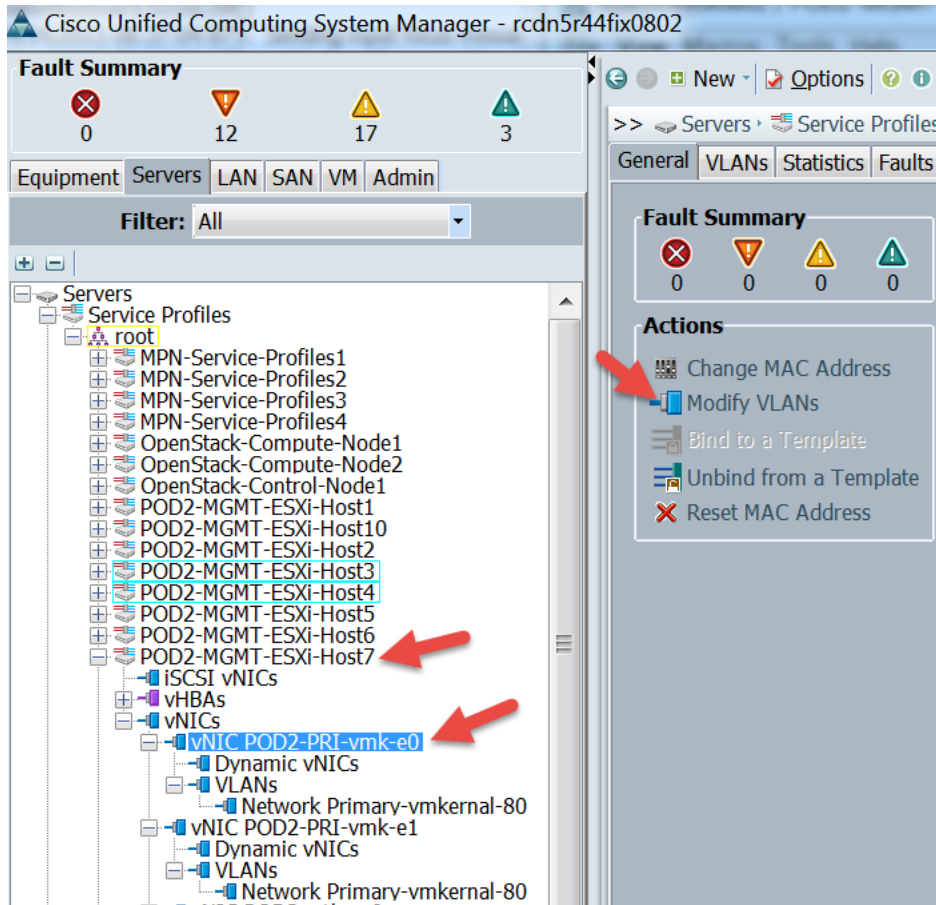 Cisco Unified Computing System Manager - rcdn5r44fix0802
Fault Summary
0 12 17 3
Equipment Servers LAN SAN VM Admin
Filter: All
Servers
Service Profiles
root
MPN-Service-Profiles1
MPN-Service-Profiles2
MPN-Service-Profiles3
MPN-Service-Profiles4
OpenStack-Compute-Node1
OpenStack-Compute-Node2
OpenStack-Control-Node1
POD2-MGMT-ESXi-Host1
POD2-MGMT-ESXi-Host10
POD2-MGMT-ESXi-Host2
POD2-MGMT-ESXi-Host3
POD2-MGMT-ESXi-Host4
POD2-MGMT-ESXi-Host5
POD2-MGMT-ESXi-Host6
POD2-MGMT-ESXi-Host7
iSCSI vNICs
vHBAs
vNICs
vNIC POD2-PRI-vmk-e0
Dynamic vNICs
VLANs
Network Primary-vmkernal-80
vNIC POD2-PRI-vmk-e1
Dynamic vNICs
VLANs
Network Primary-vmkernal-80
New Options
>> Servers Service Profiles
General VLANs Statistics Faults
Fault Summary
0 0 0 0
Actions
Change MAC Address
Modify VLANs
Bind to a Template
Unbind from a Template
Reset MAC Address